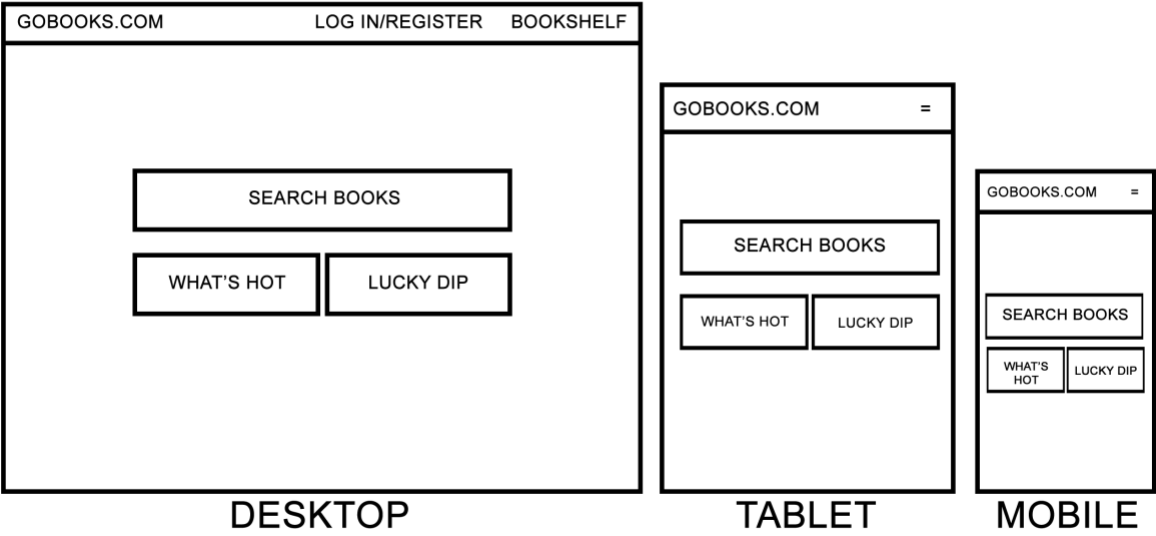 GOBOOKS.COM LOG IN/REGISTER BOOKSHELF
SEARCH BOOKS
WHAT'S HOT LUCKY DIP
DESKTOP
GOBOOKS.COM =
SEARCH BOOKS
WHAT'S HOT LUCKY DIP
TABLET
GOBOOKS.COM =
SEARCH BOOKS
WHAT'S
HOT
LUCKY DIP
MOBILE